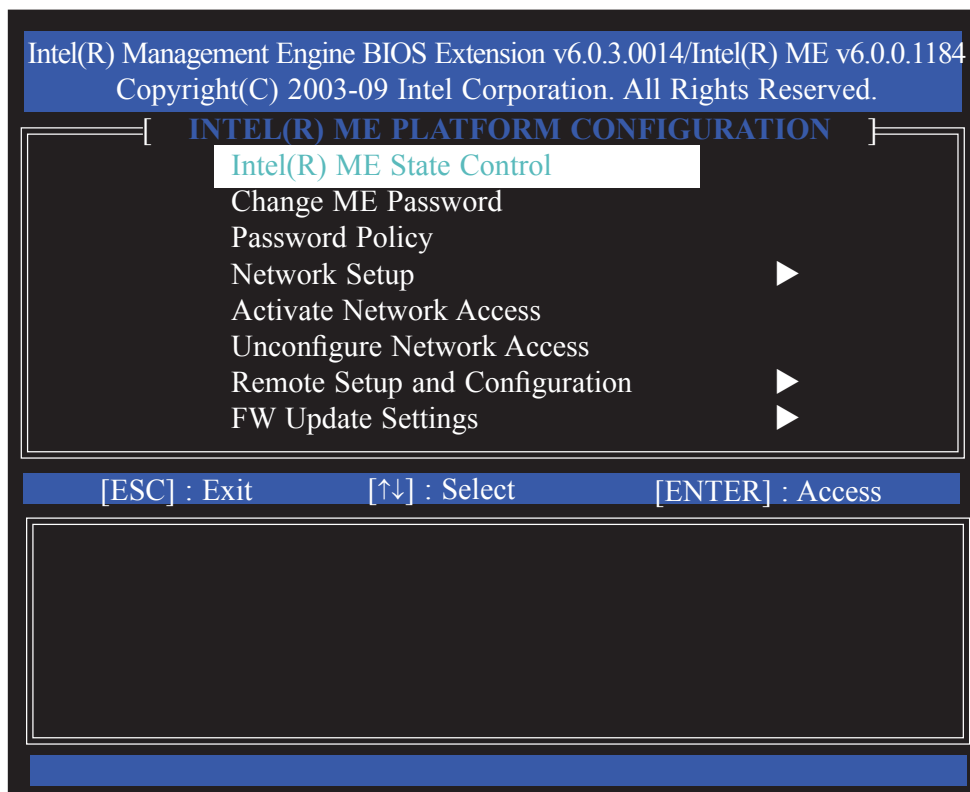 Intel(R) Management Engine BIOS Extension v6.0.3.0014/Intel(R) ME v6.0.0.1184
Copyright(C) 2003-09 Intel Corporation. All Rights Reserved.
[ INTEL(R) ME PLATFORM CONFIGURATION ]
Intel(R) ME State Control
Change ME Password
Password Policy
Network Setup ▶
Activate Network Access
Unconfigure Network Access
Remote Setup and Configuration ▶
FW Update Settings ▶
[ESC] : Exit [↑↓] : Select [ENTER] : Access